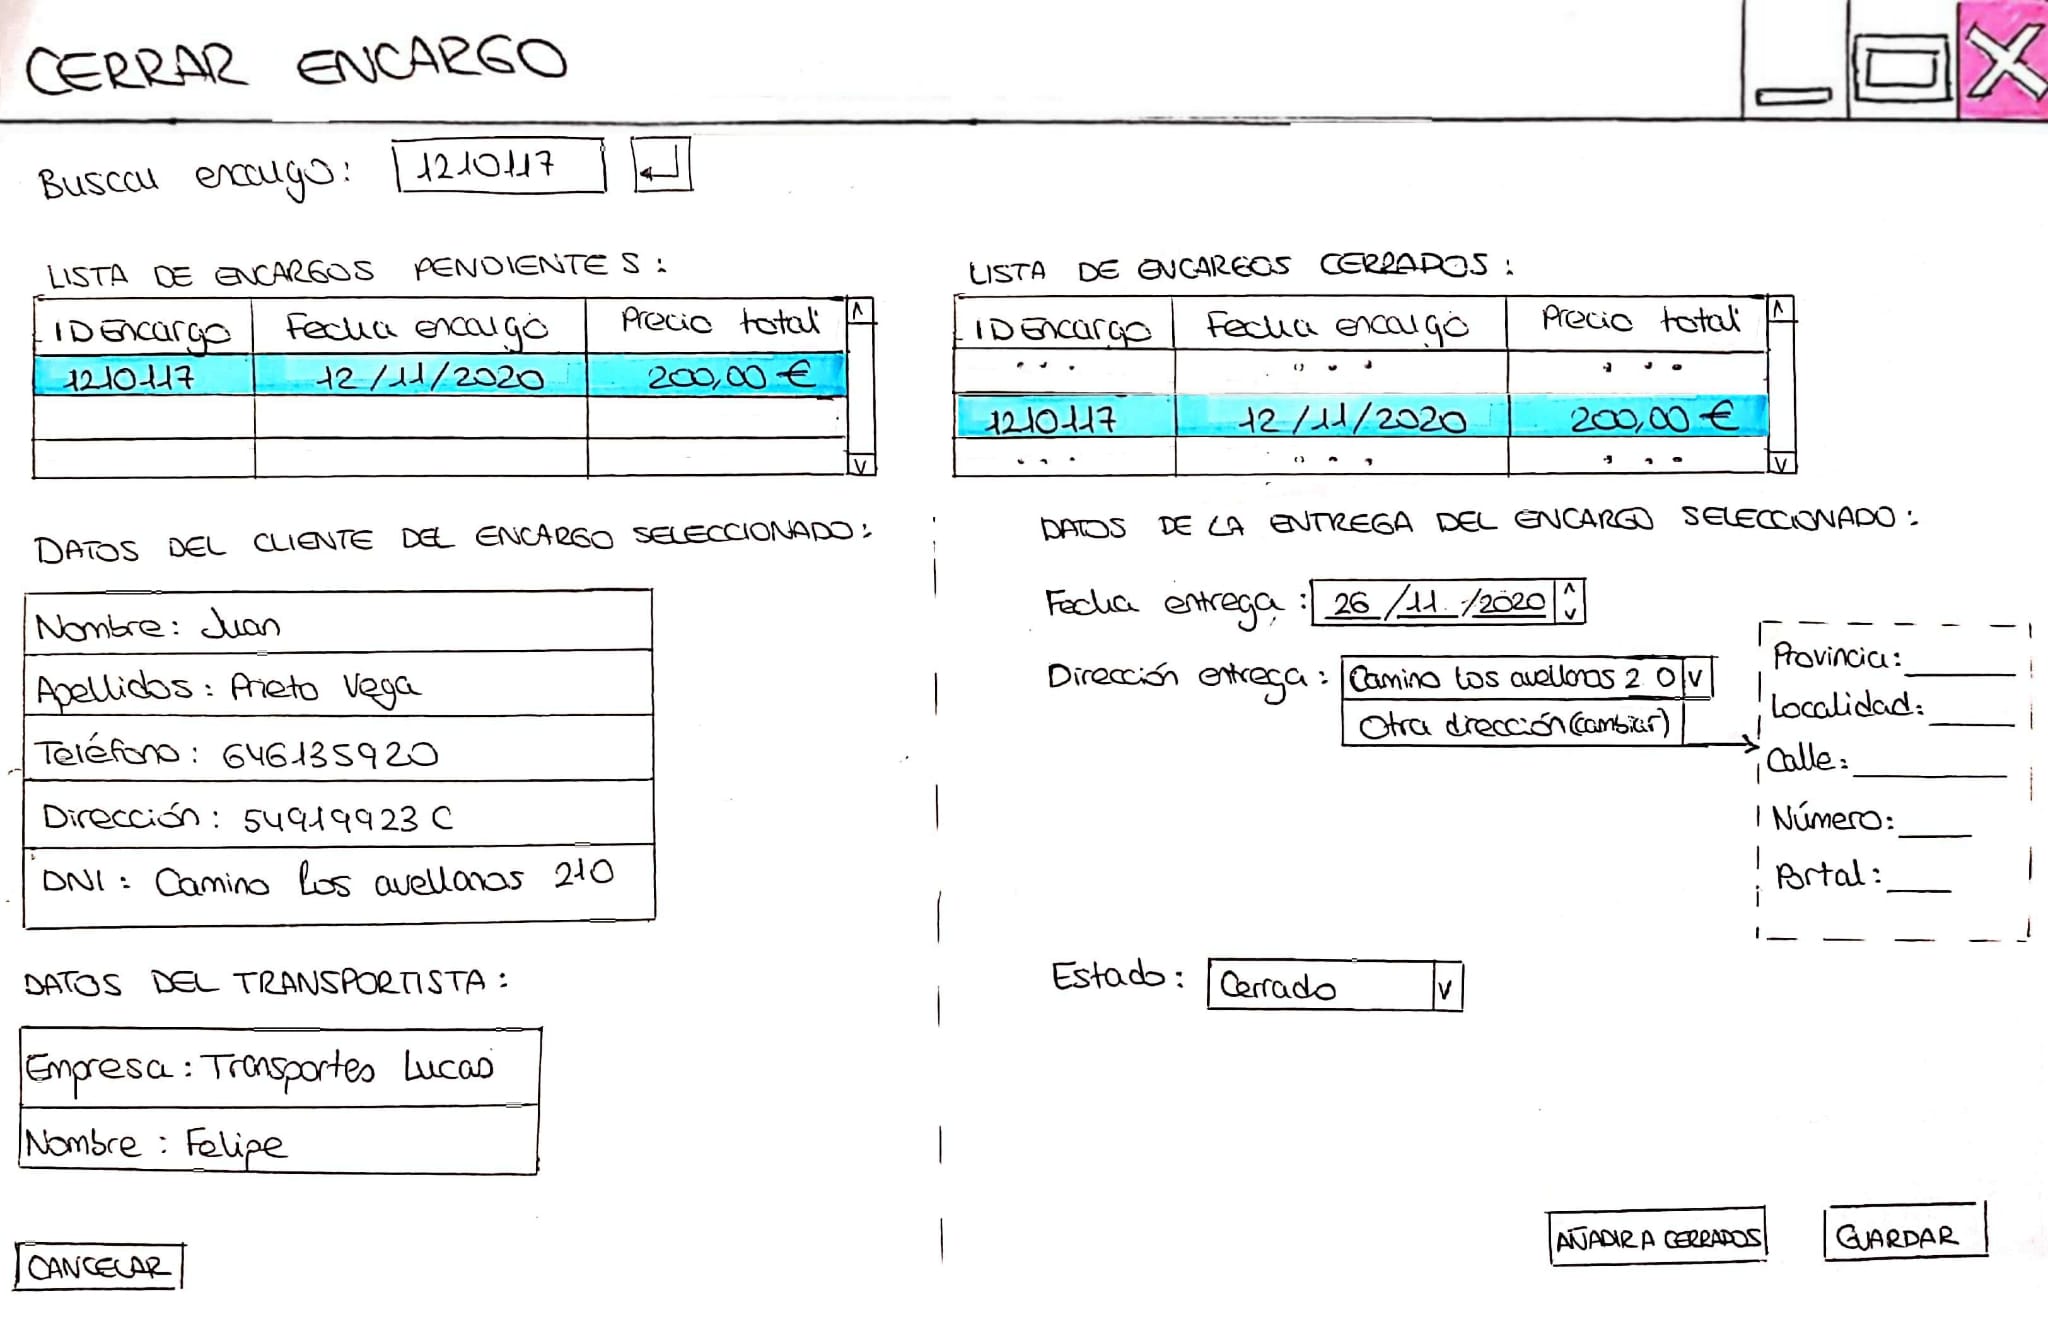 CERRAR ENCARGO
Buscar encargo: 1210117
LISTA DE ENCARGOS PENDIENTES:
ID Encargo Fecha encargo Precio total
1210117 12/11/2020 200,00 €
LISTA DE ENCARGOS CERRADOS:
ID Encargo Fecha encargo Precio total
... ... ...
1210117 12/11/2020 200,00 €
... ... ...
DATOS DEL CLIENTE DEL ENCARGO SELECCIONADO:
Nombre: Juan
Apellidos: Prieto Vega
Teléfono: 646135920
Dirección: 54919923 C
DNI: Camino los avellanos 210
DATOS DEL TRANSPORTISTA:
Empresa: Transportes Lucas
Nombre: Felipe
CANCELAR
DATOS DE LA ENTREGA DEL ENCARGO SELECCIONADO:
Fecha entrega: 26/11/2020
Dirección entrega: Camino los avellanos 2 0
Otra dirección (cambiar)
Provincia:
Localidad:
Calle:
Número:
Portal:
Estado: Cerrado
AÑADIR A CERRADOS
GUARDAR